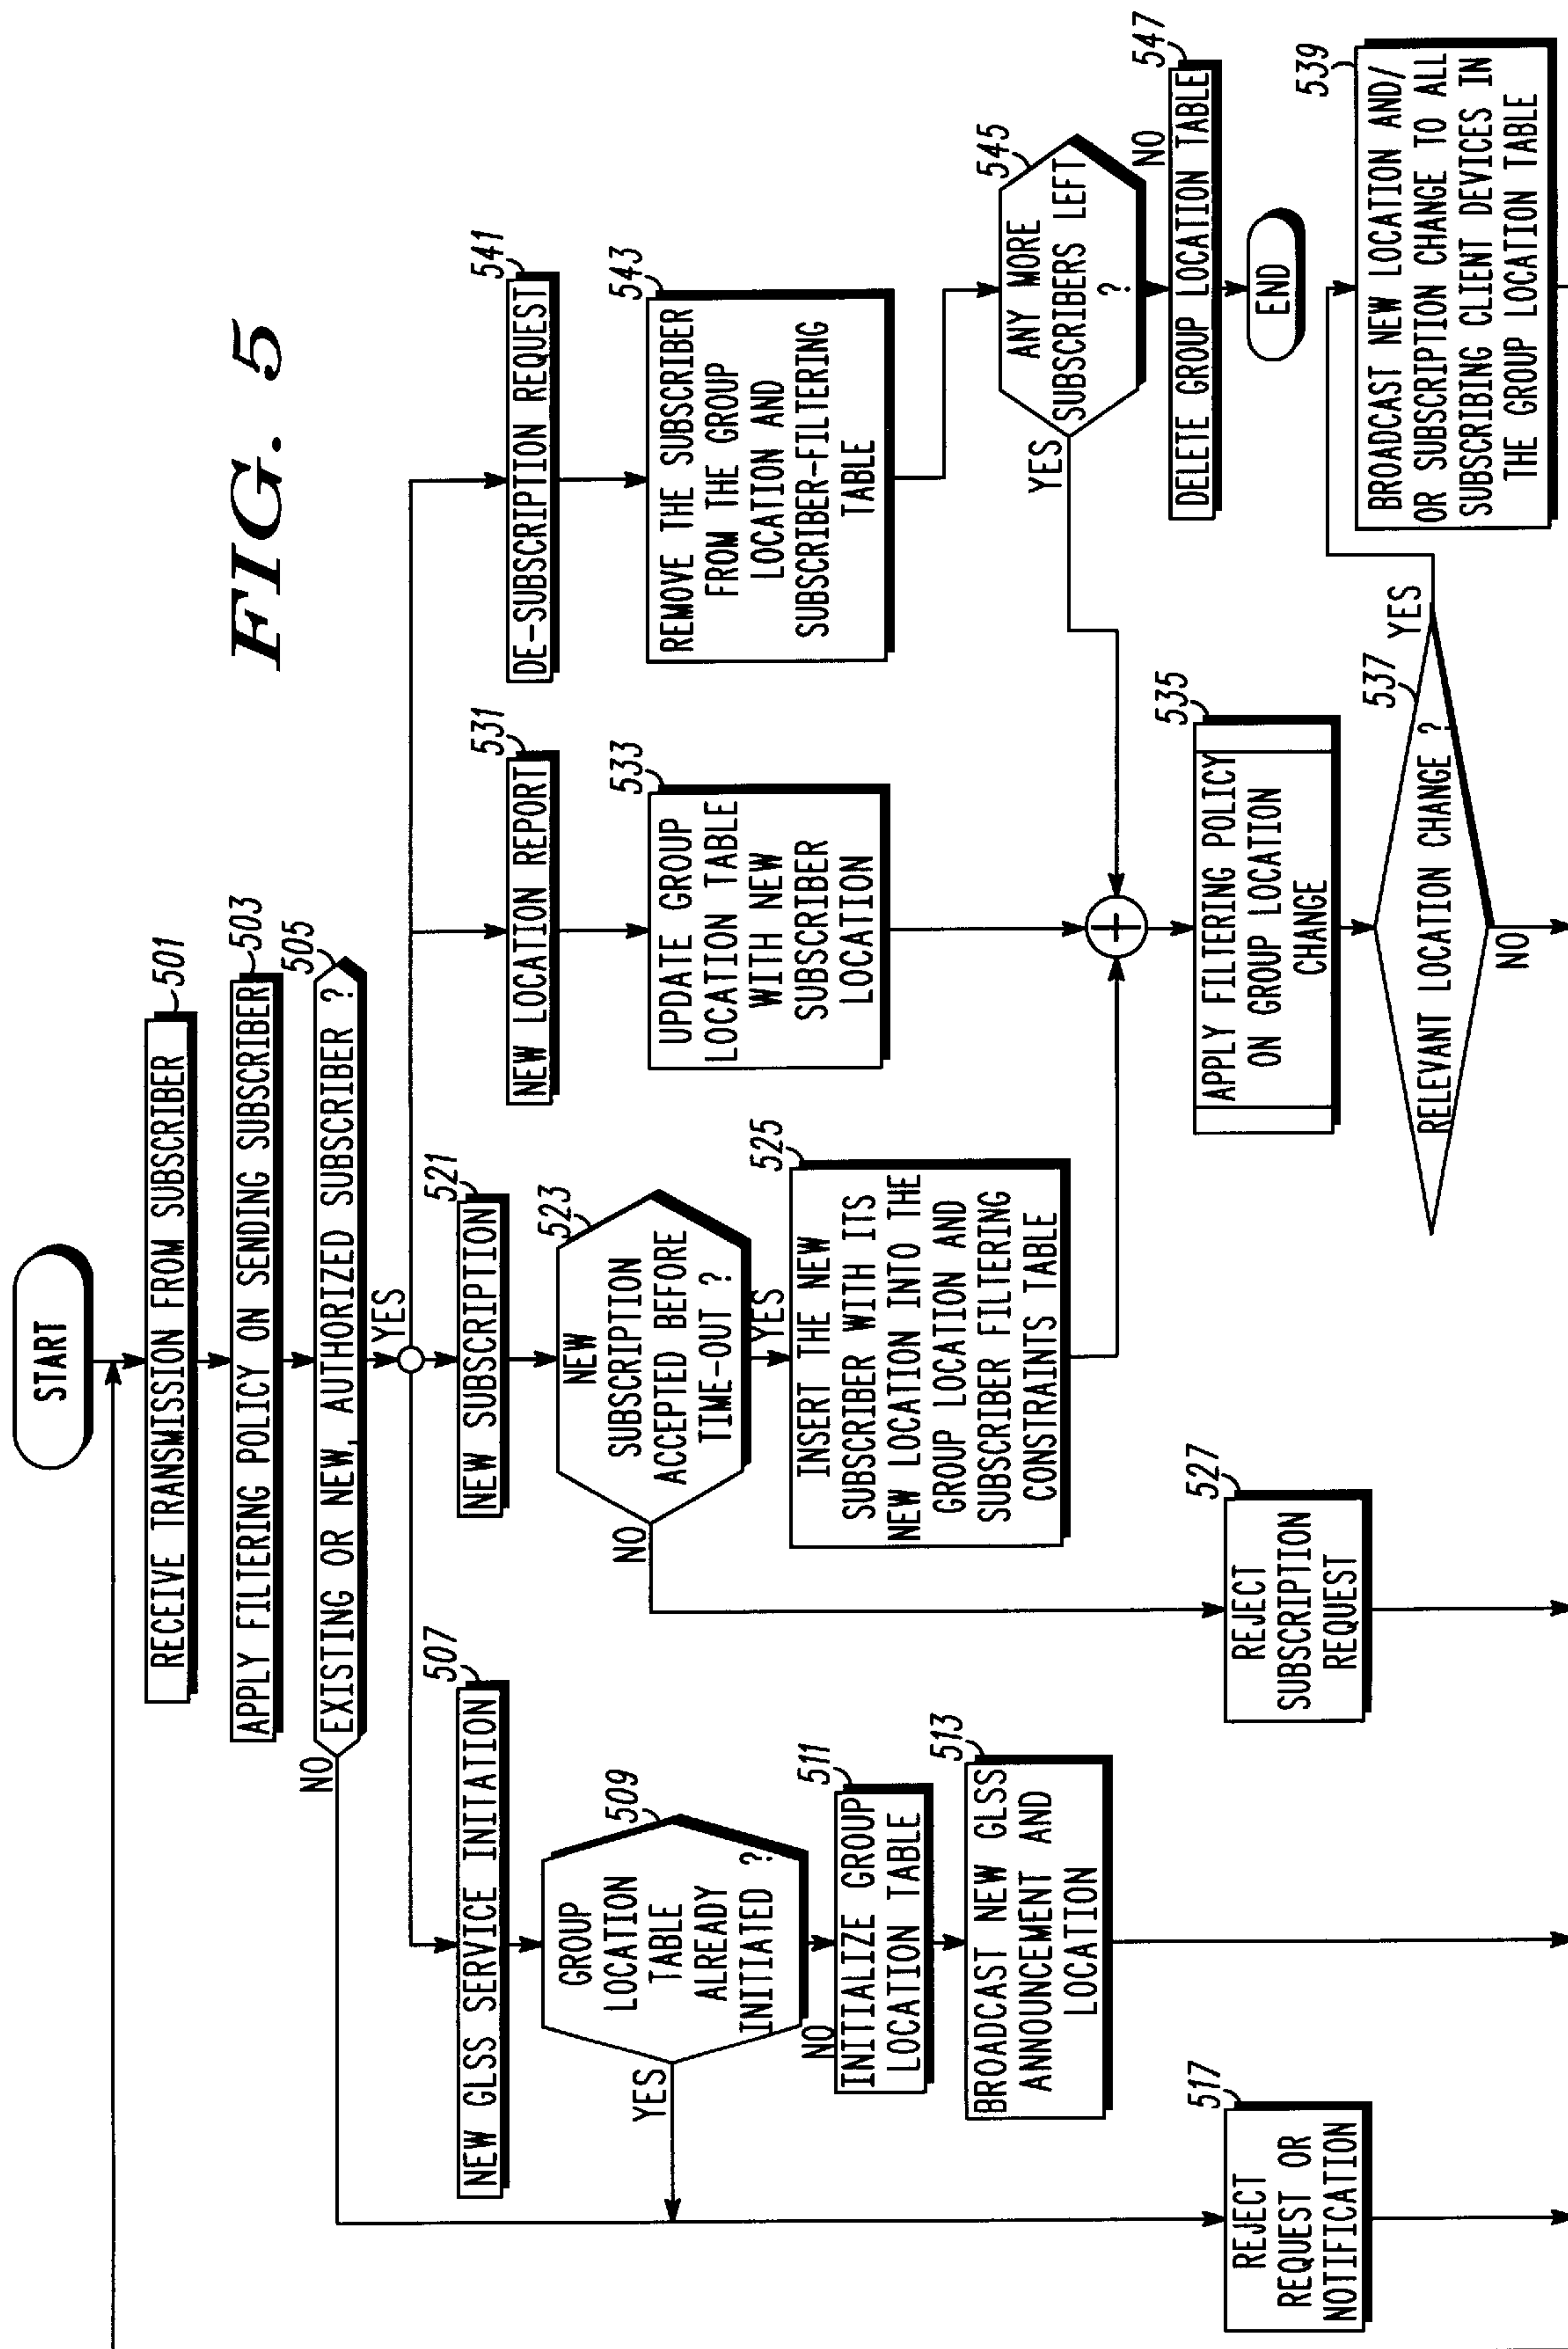 FIG. 5
START
RECEIVE TRANSMISSION FROM SUBSCRIBER
501
APPLY FILTERING POLICY ON SENDING SUBSCRIBER
503
EXISTING OR NEW, AUTHORIZED SUBSCRIBER ?
505
NO
YES
NEW GLSS SERVICE INITIATION
507
GROUP
LOCATION
TABLE
ALREADY
INITIATED ?
509
YES
NO
INITIALIZE GROUP
LOCATION TABLE
511
BROADCAST NEW GLSS
ANNOUNCEMENT AND
LOCATION
513
REJECT
REQUEST OR
NOTIFICATION
517
NEW SUBSCRIPTION
521
NEW
SUBSCRIPTION
ACCEPTED BEFORE
TIME-OUT ?
523
NO
YES
INSERT THE NEW
SUBSCRIBER WITH ITS
NEW LOCATION INTO THE
GROUP LOCATION AND
SUBSCRIBER FILTERING
CONSTRAINTS TABLE
525
REJECT
SUBSCRIPTION
REQUEST
527
NEW LOCATION REPORT
531
UPDATE GROUP
LOCATION TABLE
WITH NEW
SUBSCRIBER
LOCATION
533
DE-SUBSCRIPTION REQUEST
541
REMOVE THE SUBSCRIBER
FROM THE GROUP
LOCATION AND
SUBSCRIBER-FILTERING
TABLE
543
ANY MORE
SUBSCRIBERS LEFT
?
545
YES
NO
DELETE GROUP LOCATION TABLE
547
END
APPLY FILTERING POLICY
ON GROUP LOCATION
CHANGE
535
RELEVANT LOCATION CHANGE ?
537
YES
NO
BROADCAST NEW LOCATION AND/
OR SUBSCRIPTION CHANGE TO ALL
SUBSCRIBING CLIENT DEVICES IN
THE GROUP LOCATION TABLE
539